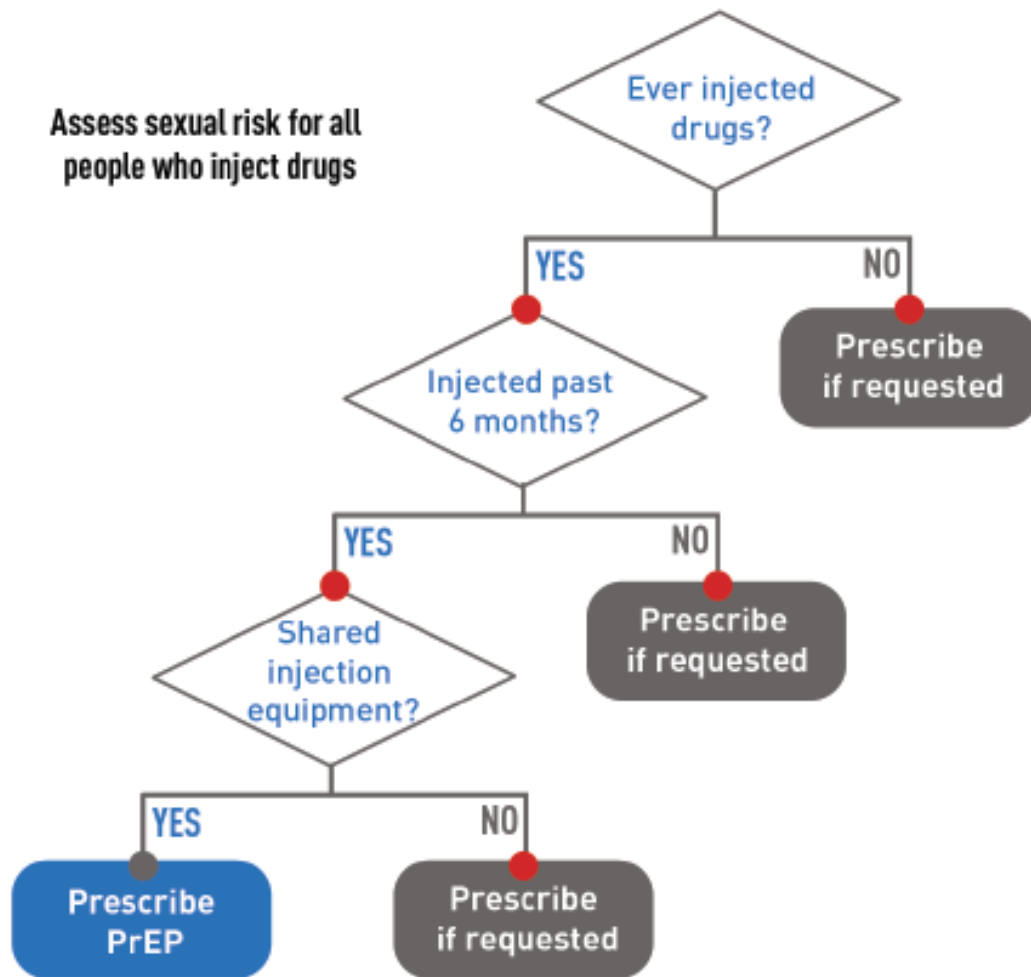 Assess sexual risk for all
people who inject drugs
Ever injected
drugs?
YES
NO
Prescribe
if requested
Injected past
6 months?
YES
NO
Prescribe
if requested
Shared
injection
equipment?
YES
NO
Prescribe
PrEP
Prescribe
if requested